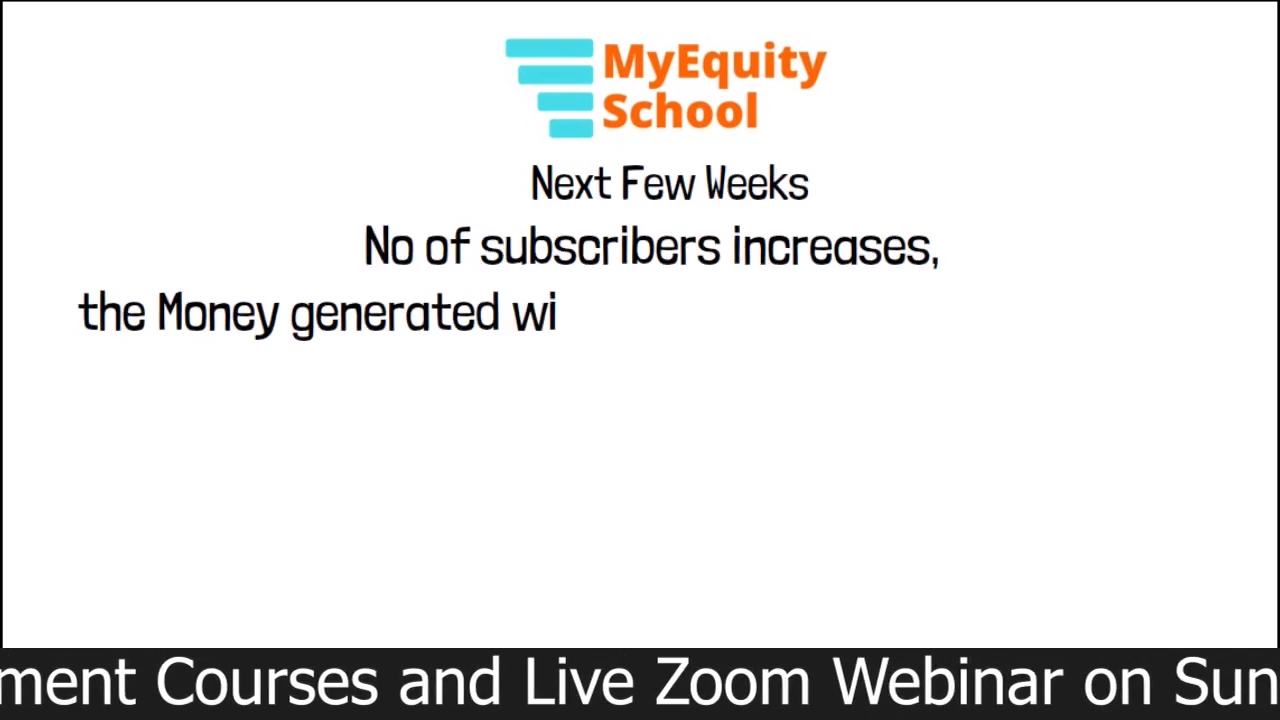 MyEquity
School
Next Few Weeks
No of subscribers increases,
the Money generated wi
ment Courses and Live Zoom Webinar on Sun